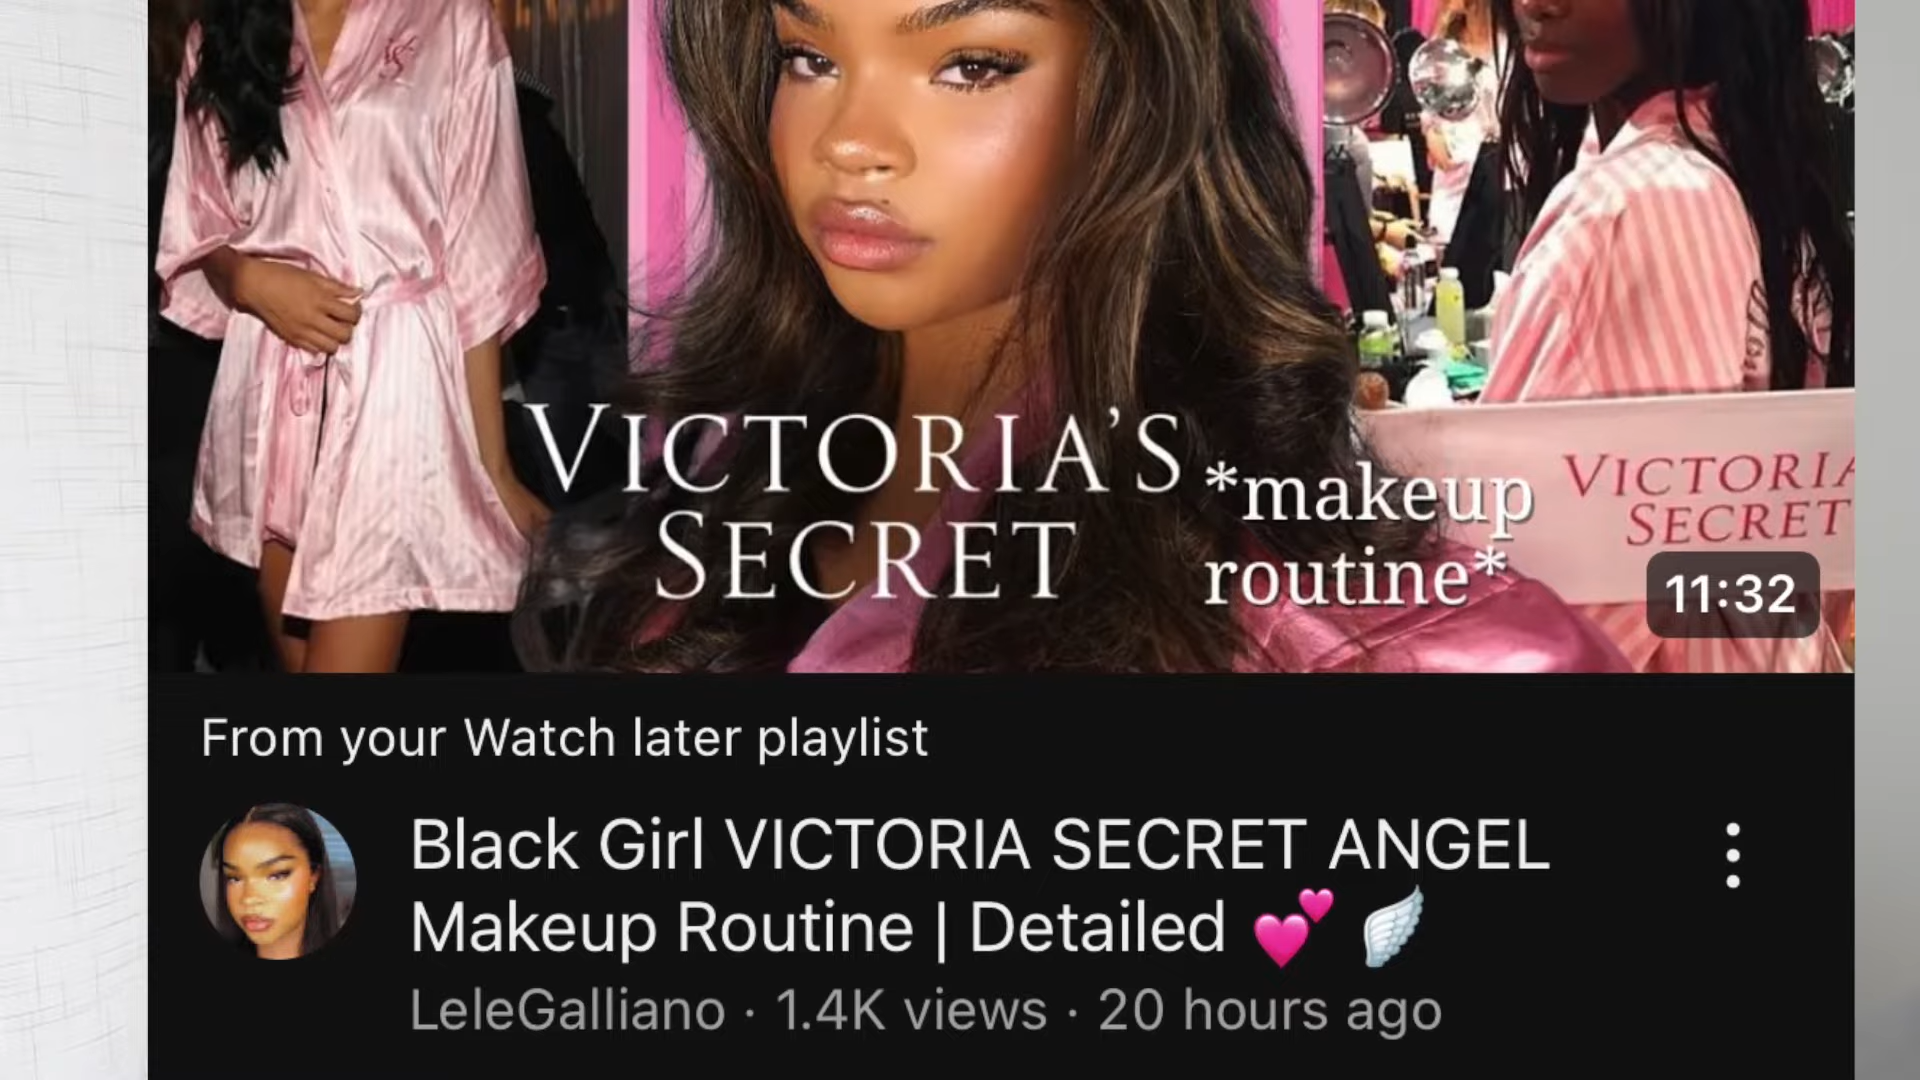 VICTORIA'S
SECRET
*makeup
routine*
VICTORIA
SECRET
11:32
From your Watch later playlist
Black Girl VICTORIA SECRET ANGEL
Makeup Routine | Detailed 💕 🪽
LeleGalliano · 1.4K views · 20 hours ago